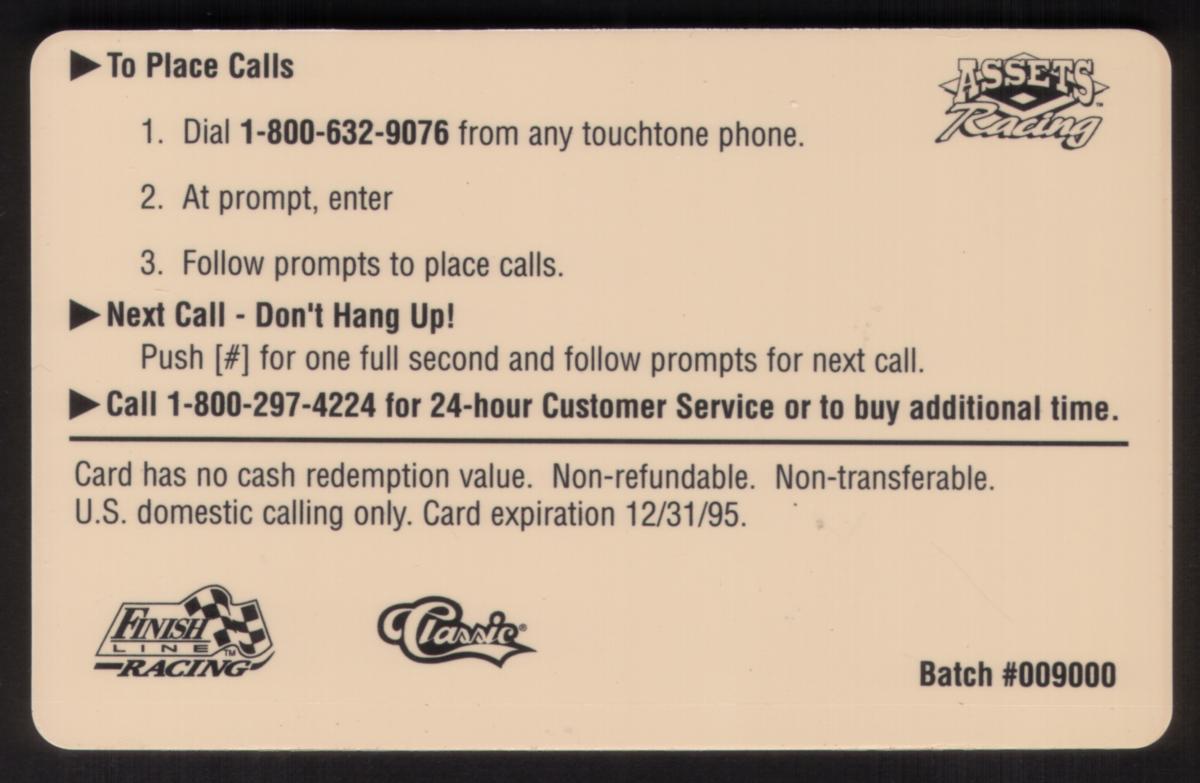 ▶To Place Calls
ASSETS™
Racing
1. Dial 1-800-632-9076 from any touchtone phone.
2. At prompt, enter
3. Follow prompts to place calls.
▶Next Call - Don't Hang Up!
Push [#] for one full second and follow prompts for next call.
▶Call 1-800-297-4224 for 24-hour Customer Service or to buy additional time.
Card has no cash redemption value. Non-refundable. Non-transferable.
U.S. domestic calling only. Card expiration 12/31/95.
FINISH
LINE™
RACING
Classic®
Batch #009000